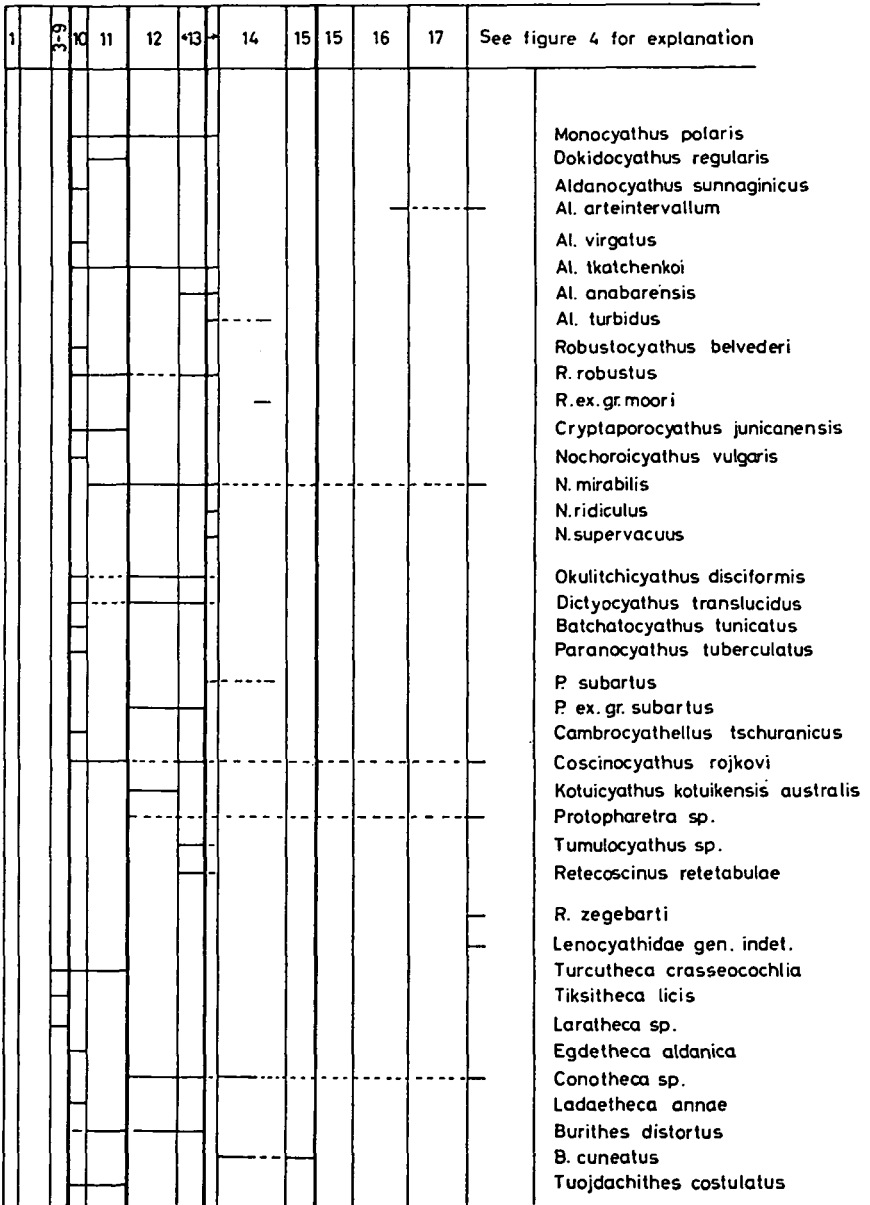 1 3-9 10 11 12 13 14 15 15 16 17 See figure 4 for explanation
Monocyathus polaris
Dokidocyathus regularis
Aldanocyathus sunnaginicus
Al. arteintervallum
Al. virgatus
Al. tkatchenkoi
Al. anabarensis
Al. turbidus
Robustocyathus belvederi
R. robustus
R. ex. gr. moori
Cryptaporocyathus junicanensis
Nochoroicyathus vulgaris
N. mirabilis
N. ridiculus
N. supervacuus
Okulitchicyathus disciformis
Dictyocyathus translucidus
Batchatocyathus tunicatus
Paranocyathus tuberculatus
P. subartus
P. ex. gr. subartus
Cambrocyathellus tschuranicus
Coscinocyathus rojkovi
Kotuicyathus kotuikensis australis
Protopharetra sp.
Tumulocyathus sp.
Retecoscinus retetabulae
R. zegebarti
Lenocyathidae gen. indet.
Turcutheca crasseocochlia
Tiksitheca licis
Laratheca sp.
Egdetheca aldanica
Conotheca sp.
Ladaetheca annae
Burithes distortus
B. cuneatus
Tuojdachithes costulatus